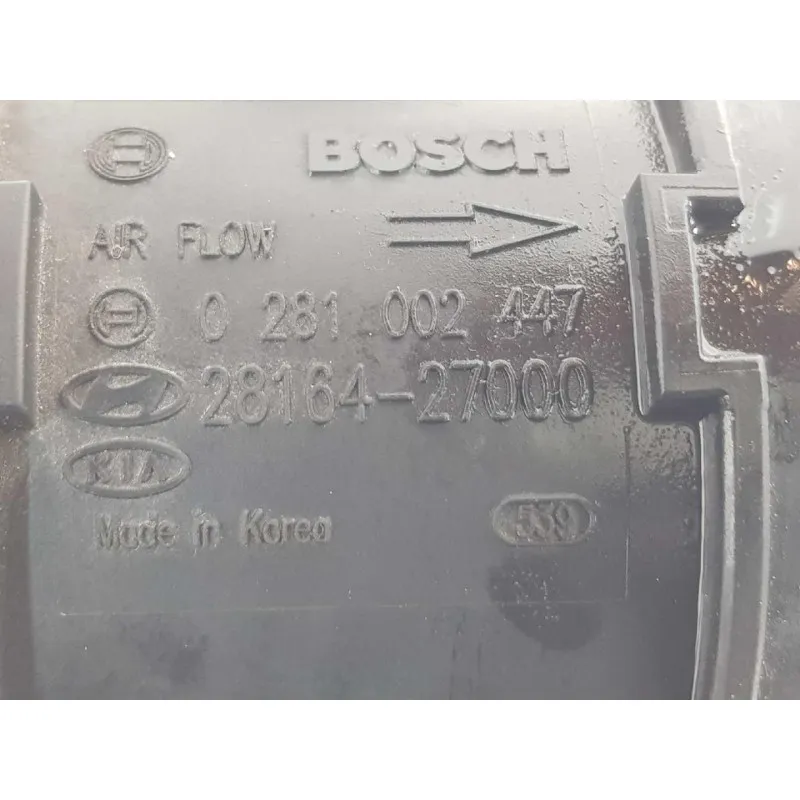 BOSCH
AIR FLOW
0 281 002 447
28164-27000
KIA
Made in Korea
539